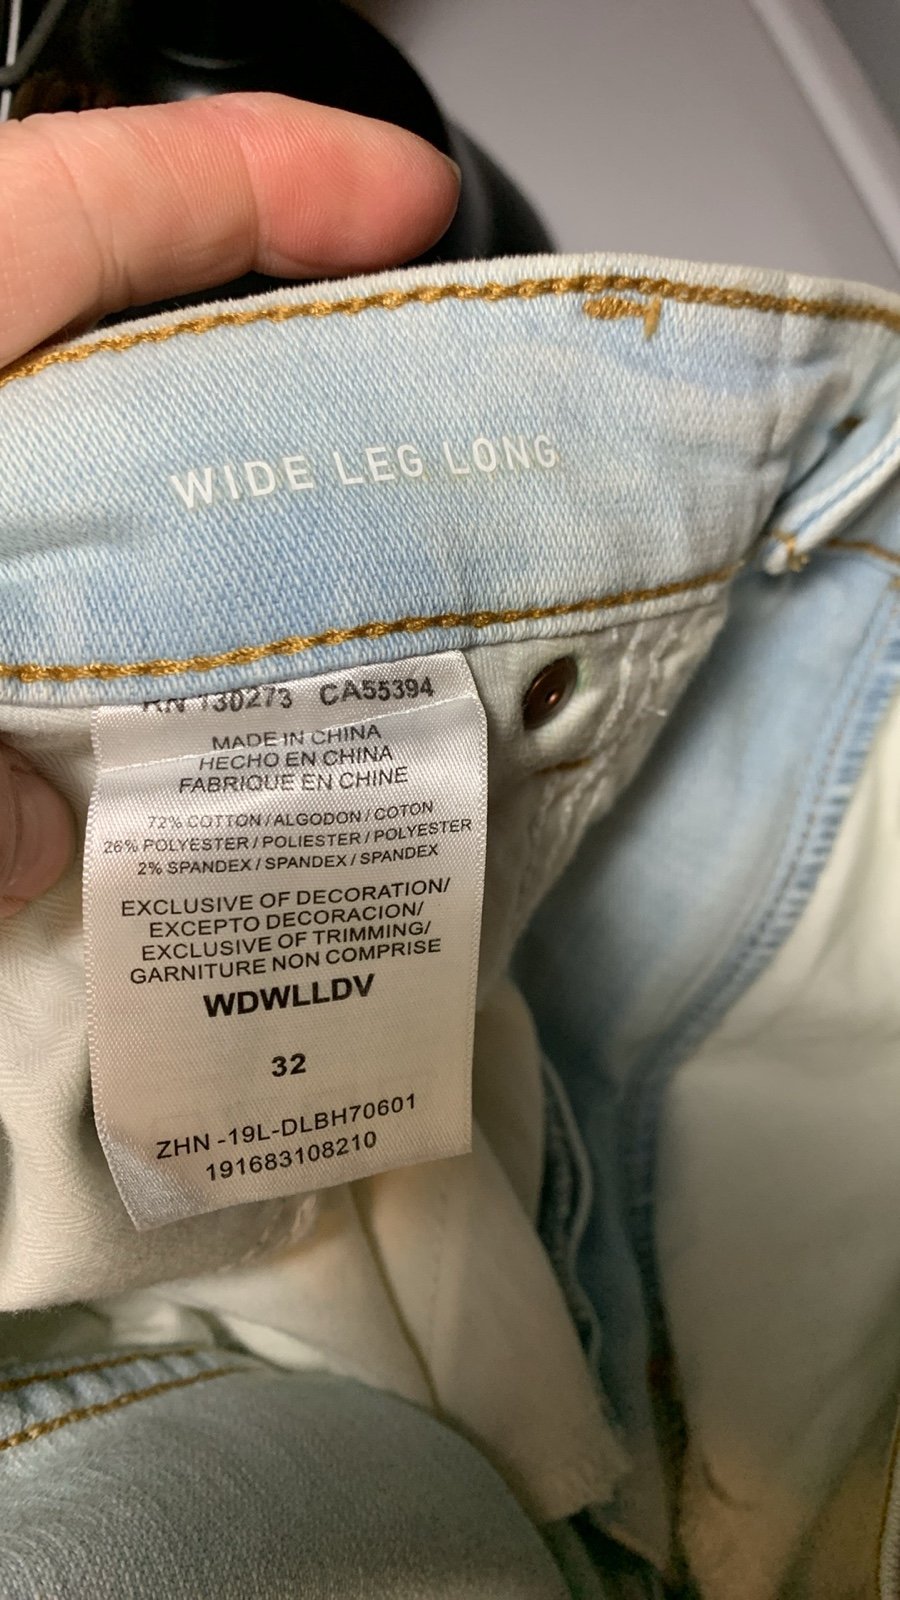 WIDE LEG LONG
RN 130273 CA55394
MADE IN CHINA
HECHO EN CHINA
FABRIQUE EN CHINE
72% COTTON / ALGODON / COTON
26% POLYESTER / POLIESTER / POLYESTER
2% SPANDEX / SPANDEX / SPANDEX
EXCLUSIVE OF DECORATION/
EXCEPTO DECORACION/
EXCLUSIVE OF TRIMMING/
GARNITURE NON COMPRISE
WDWLLDV
32
ZHN -19L-DLBH70601
191683108210